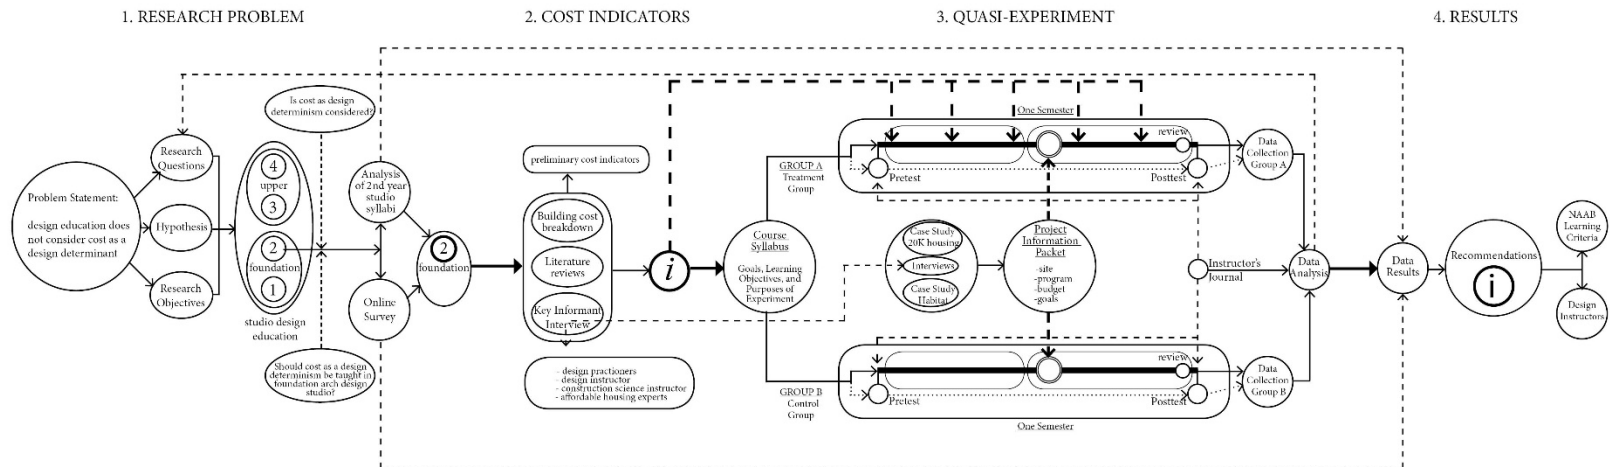 1. RESEARCH PROBLEM
2. COST INDICATORS
3. QUASI-EXPERIMENT
4. RESULTS
Problem Statement:
design education does
not consider cost as a
design determinant
Research
Questions
Hypothesis
Research
Objectives
Is cost as design
determinism considered?
4
upper
3
2
foundation
1
studio design
education
Should cost as a design
determinism be taught in
foundation arch design
studio?
Analysis
of 2nd year
studio
syllabi
Online
Survey
2
foundation
preliminary cost indicators
Building cost
breakdown
Literature
reviews
Key Informant
Interview
- design practioners
- design instructor
- construction science instructor
- affordable housing experts
i
Course
Syllabus
Goals, Learning
Objectives, and
Purposes of
Experiment
GROUP A
Treatment
Group
GROUP B
Control
Group
One Semester
review
Pretest
Posttest
Case Study
20K housing
Interviews
Case Study
Habitat
Project
Information
Packet
-site
-program
-budget
-goals
review
Pretest
Posttest
One Semester
Data
Collection
Group A
Instructor's
Journal
Data
Collection
Group B
Data
Analysis
Data
Results
Recommendations
i
NAAB
Learning
Criteria
Design
Instructors